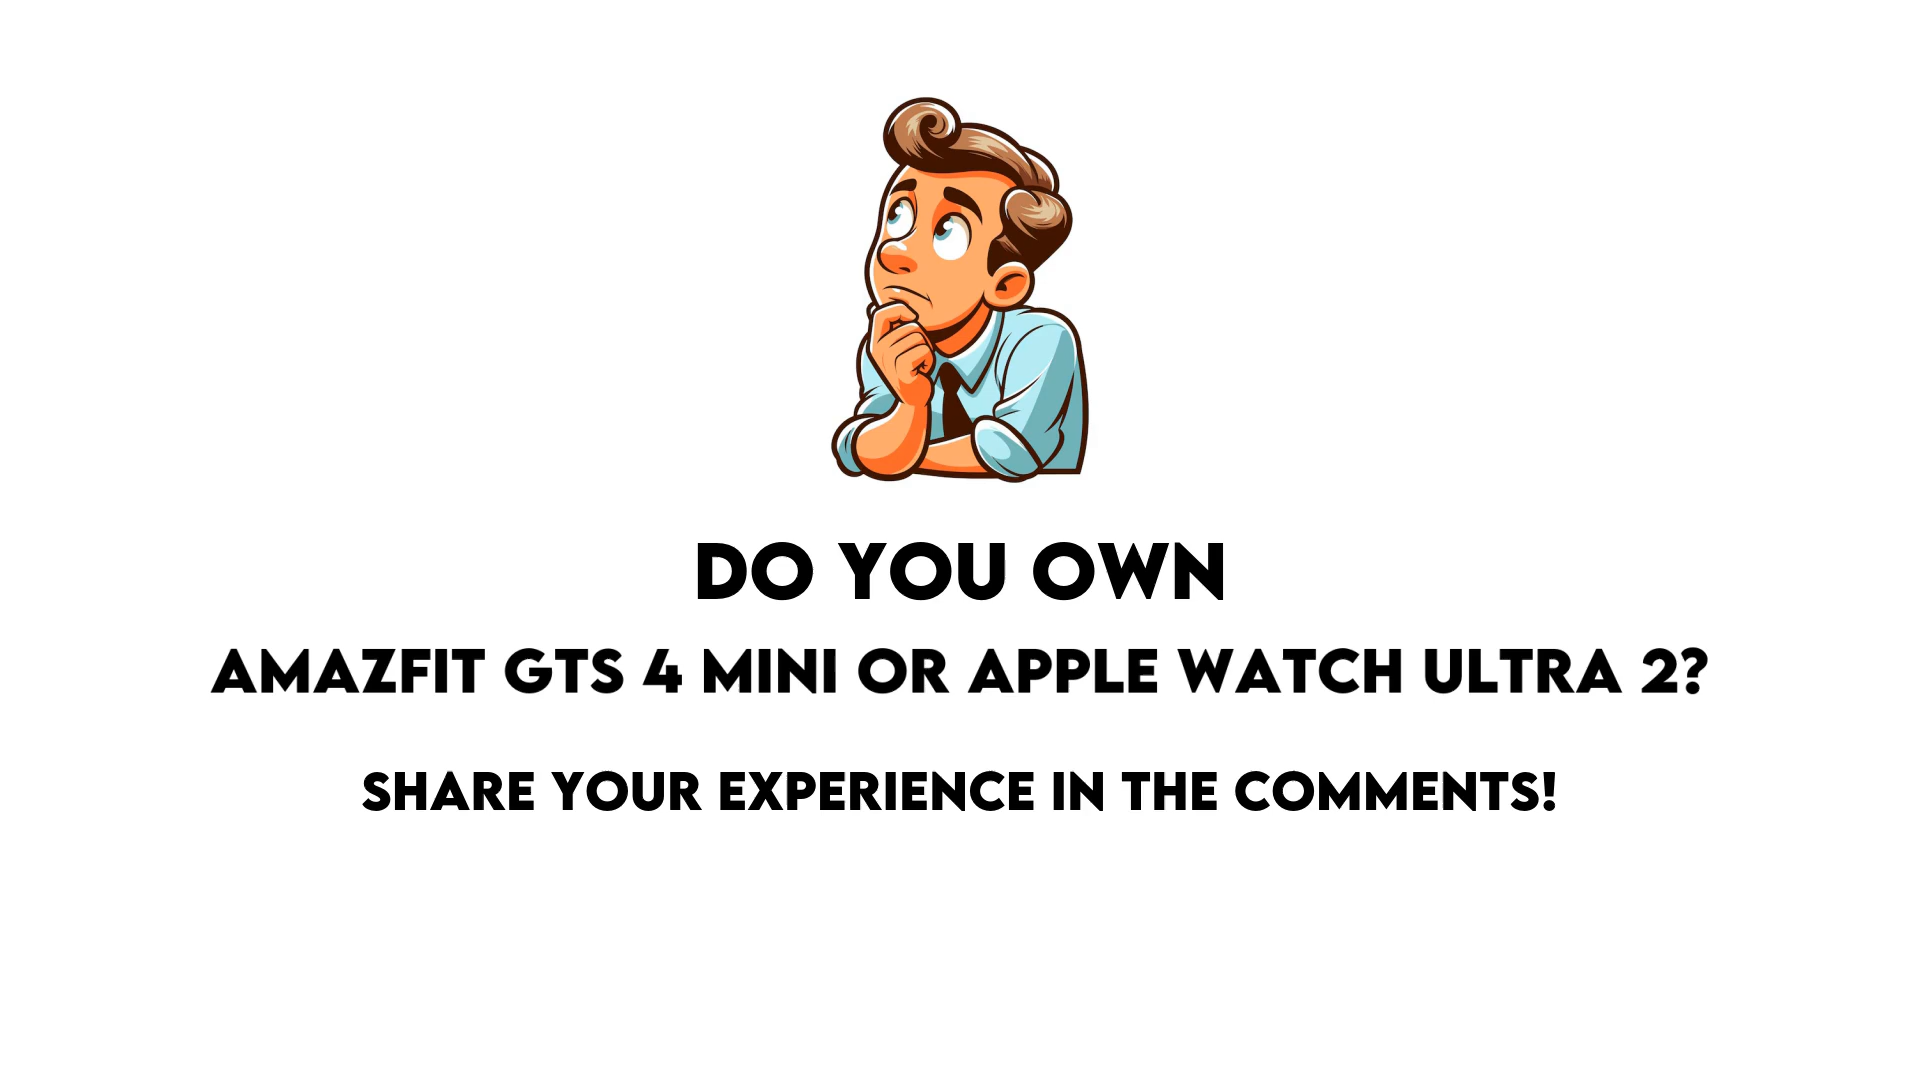 DO YOU OWN
AMAZFIT GTS 4 MINI OR APPLE WATCH ULTRA 2?
SHARE YOUR EXPERIENCE IN THE COMMENTS!